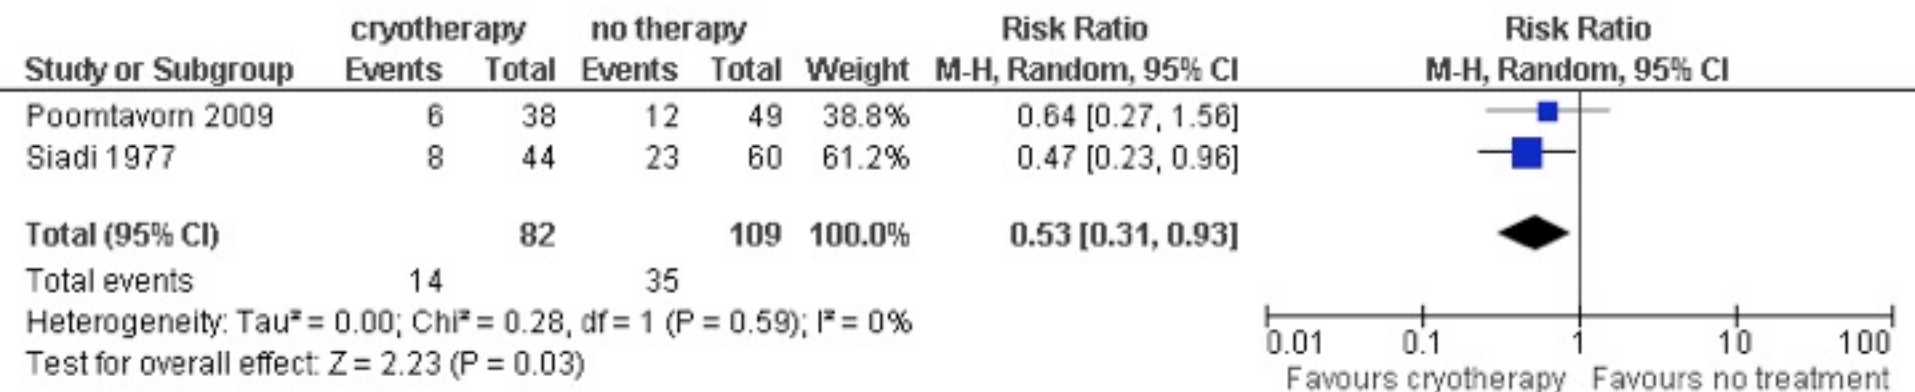 cryotherapy no therapy Risk Ratio Risk Ratio
Study or Subgroup Events Total Events Total Weight M-H, Random, 95% CI M-H, Random, 95% CI
Poomtavorn 2009 6 38 12 49 38.8% 0.64 [0.27, 1.56]
Siadi 1977 8 44 23 60 61.2% 0.47 [0.23, 0.96]
Total (95% CI) 82 109 100.0% 0.53 [0.31, 0.93]
Total events 14 35
Heterogeneity: Tau² = 0.00; Chi² = 0.28, df = 1 (P = 0.59); I² = 0%
Test for overall effect: Z = 2.23 (P = 0.03)
0.01 0.1 1 10 100
Favours cryotherapy Favours no treatment